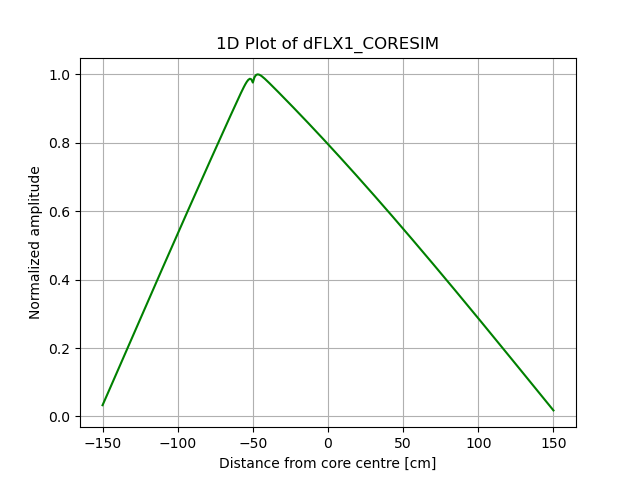 1D Plot of dFLX1_CORESIM
Normalized amplitude
1.0
0.8
0.6
0.4
0.2
0.0
−150 −100 −50 0 50 100 150
Distance from core centre [cm]